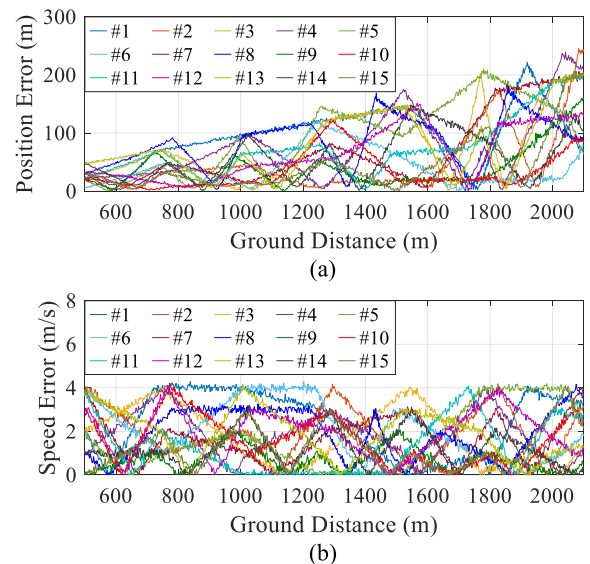 300
200
100
0
Position Error (m)
#1 #2 #3 #4 #5
#6 #7 #8 #9 #10
#11 #12 #13 #14 #15
600 800 1000 1200 1400 1600 1800 2000
Ground Distance (m)
(a)
8
6
4
2
0
Speed Error (m/s)
#1 #2 #3 #4 #5
#6 #7 #8 #9 #10
#11 #12 #13 #14 #15
600 800 1000 1200 1400 1600 1800 2000
Ground Distance (m)
(b)